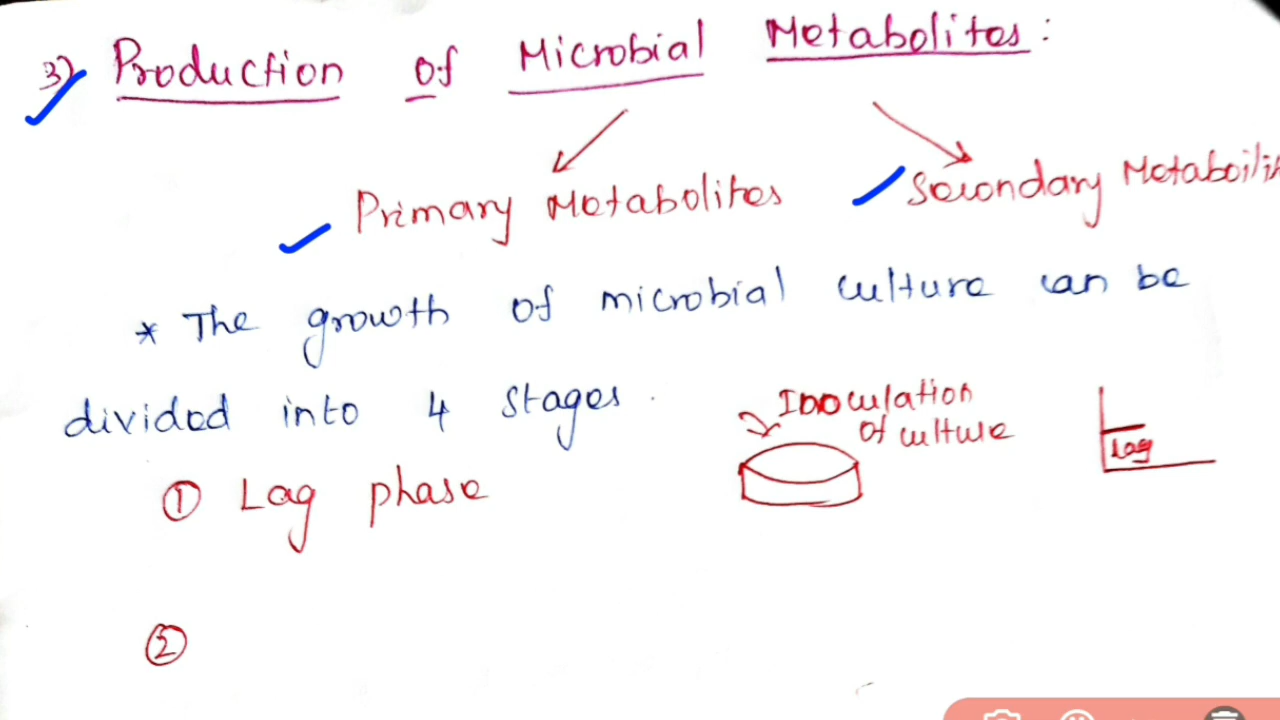 3) Production of Microbial Metabolites:
Primary Metabolites Secondary
* The growth of microbial culture can be
divided into 4 stages.
Inoculation
of culture
Lag
① Lag phase
②